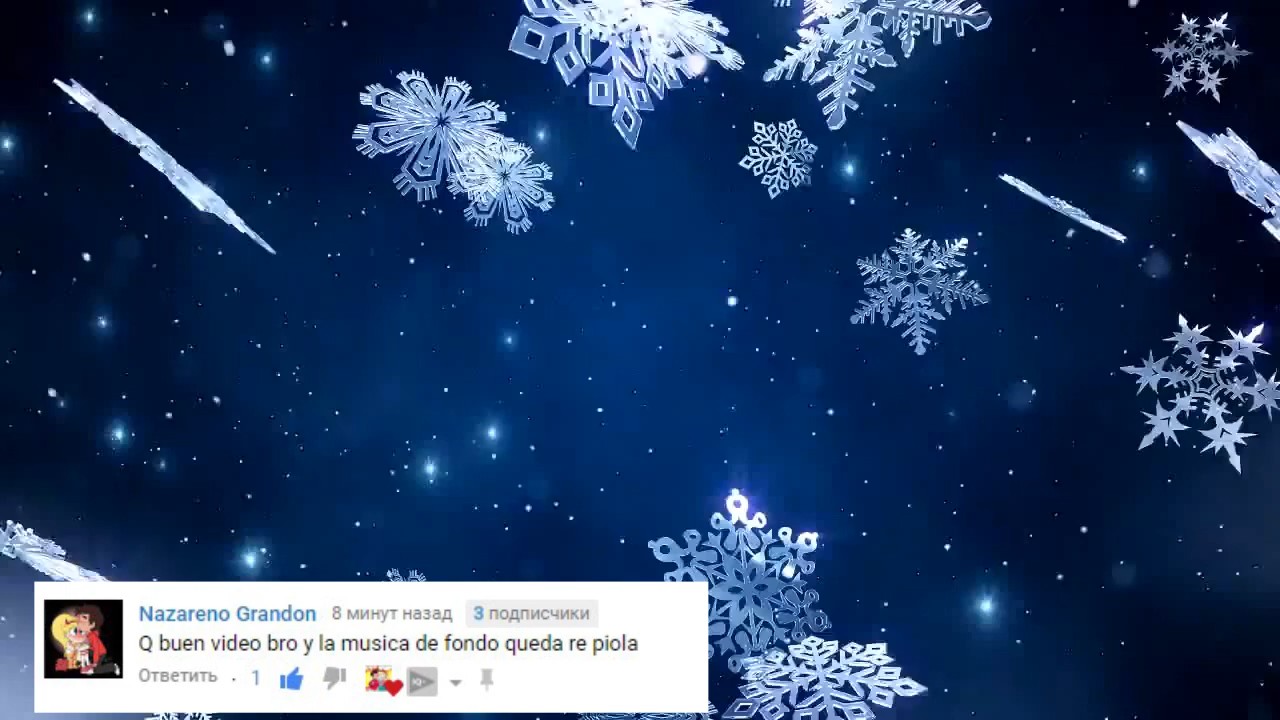 Nazareno Grandon 8 минут назад 3 подписчики
Q buen video bro y la musica de fondo queda re piola
Ответить · 1